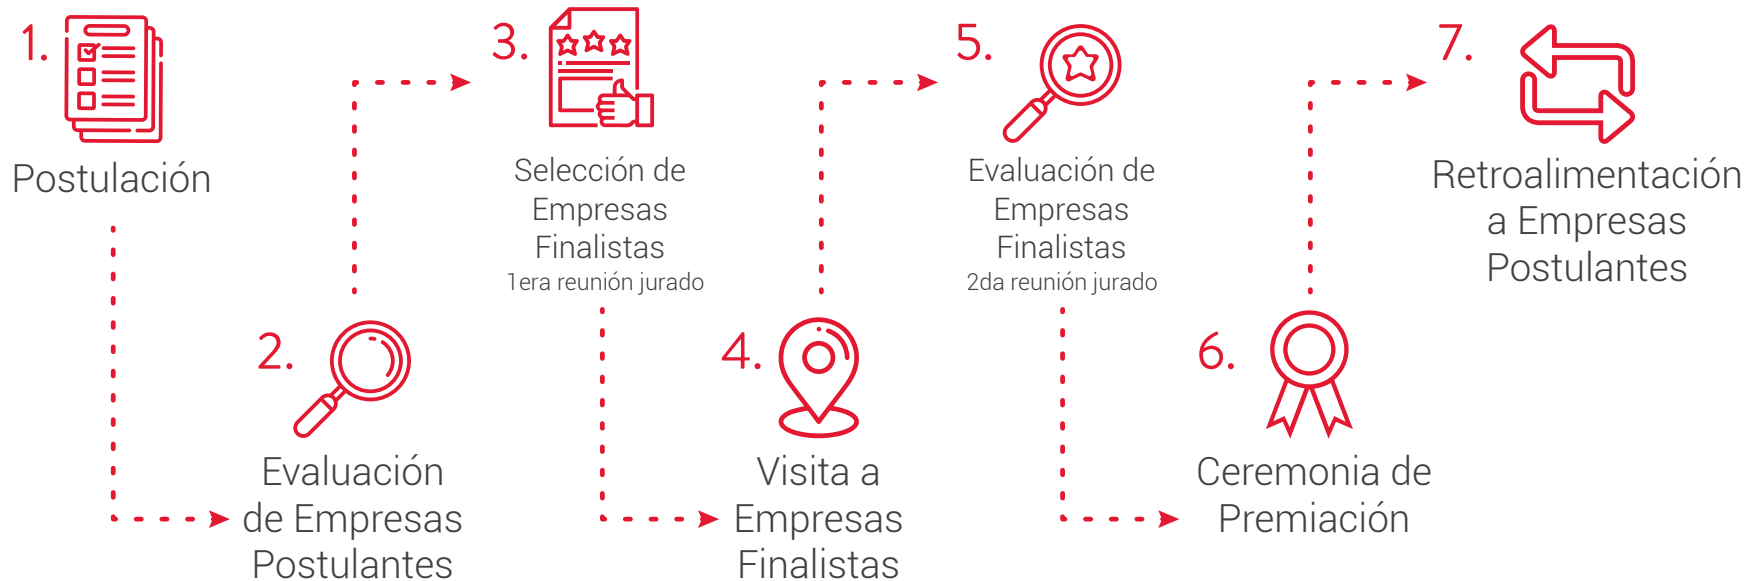 1.
Postulación
2.
Evaluación
de Empresas
Postulantes
3.
Selección de
Empresas
Finalistas
1era reunión jurado
4.
Visita a
Empresas
Finalistas
5.
Evaluación de
Empresas
Finalistas
2da reunión jurado
6.
Ceremonia de
Premiación
7.
Retroalimentación
a Empresas
Postulantes